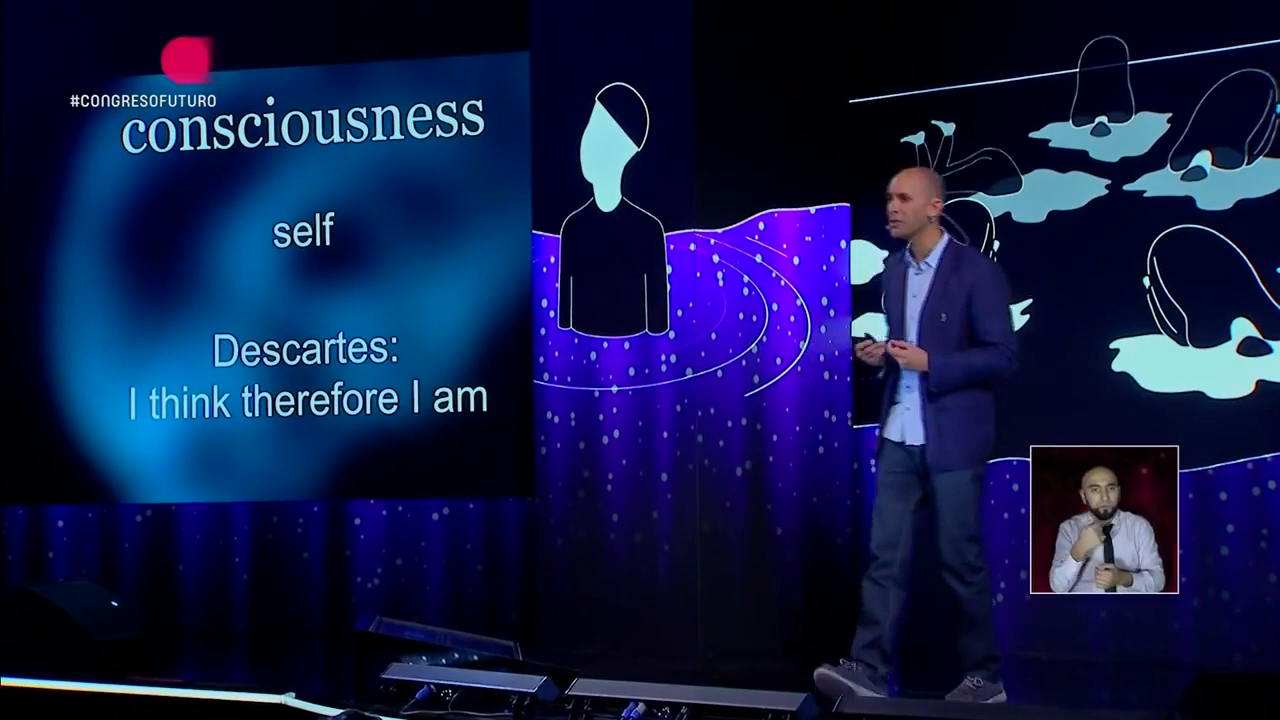 #CONGRESOFUTURO
consciousness
self
Descartes:
I think therefore I am